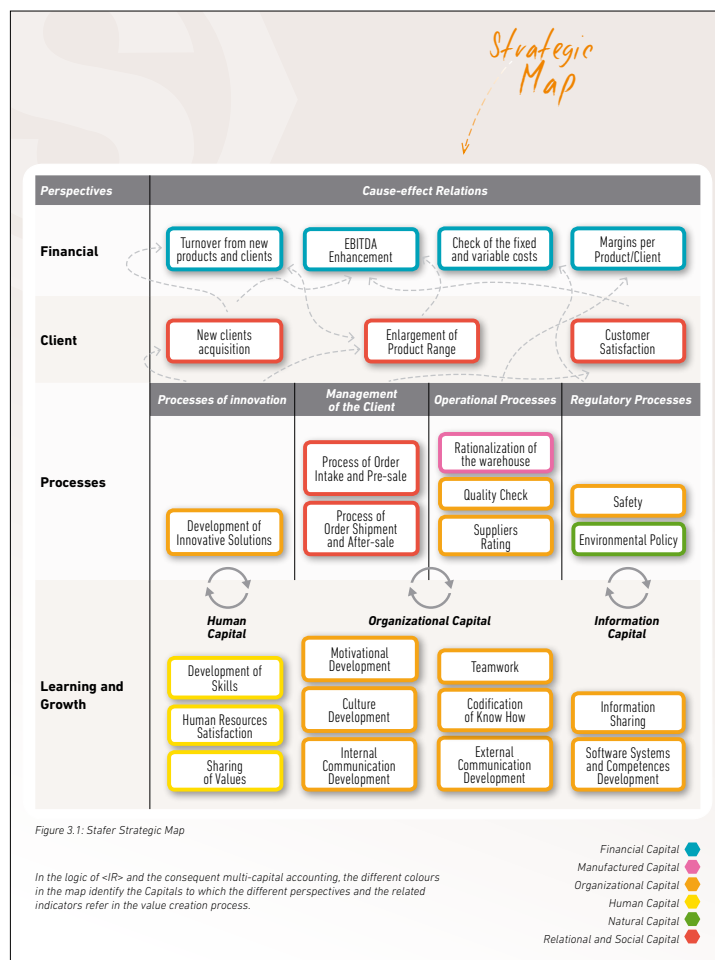 Strategic
Map
Perspectives
Cause-effect Relations
Financial
Turnover from new
products and clients
EBITDA
Enhancement
Check of the fixed
and variable costs
Margins per
Product/Client
Client
New clients
acquisition
Enlargement of
Product Range
Customer
Satisfaction
Processes of innovation
Management
of the Client
Operational Processes
Regulatory Processes
Processes
Development of
Innovative Solutions
Process of Order
Intake and Pre-sale
Process of
Order Shipment
and After-sale
Rationalization of
the warehouse
Quality Check
Suppliers
Rating
Safety
Environmental Policy
Human
Capital
Organizational Capital
Information
Capital
Learning and
Growth
Development of
Skills
Human Resources
Satisfaction
Sharing
of Values
Motivational
Development
Culture
Development
Internal
Communication
Development
Teamwork
Codification
of Know How
External
Communication
Development
Information
Sharing
Software Systems
and Competences
Development
Figure 3.1: Stafer Strategic Map
In the logic of <IR> and the consequent multi-capital accounting, the different colours
in the map identify the Capitals to which the different perspectives and the related
indicators refer in the value creation process.
Financial Capital
Manufactured Capital
Organizational Capital
Human Capital
Natural Capital
Relational and Social Capital